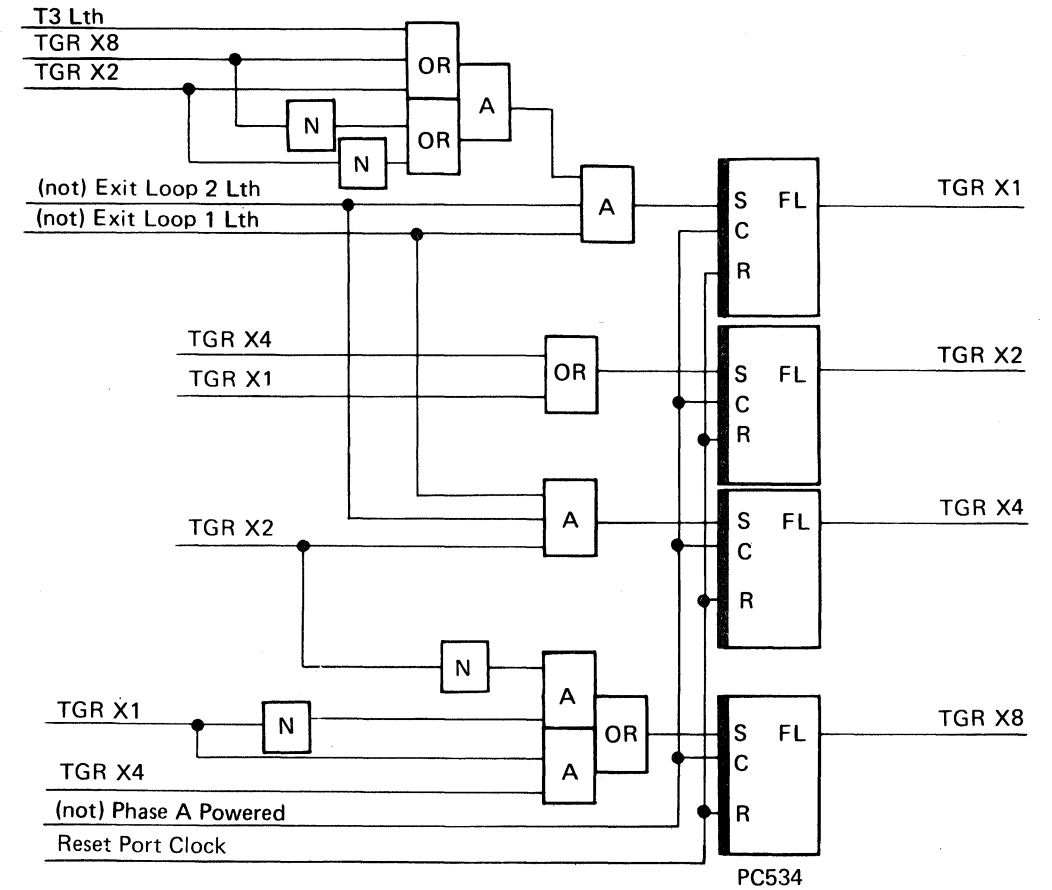 T3 Lth
TGR X8
TGR X2
OR
A
N
OR
N
(not) Exit Loop 2 Lth
(not) Exit Loop 1 Lth
A
S FL
C
R
TGR X1
TGR X4
TGR X1
OR
S FL
C
R
TGR X2
TGR X2
A
S FL
C
R
TGR X4
N
A
TGR X1
N
OR
A
TGR X4
S FL
C
R
TGR X8
(not) Phase A Powered
Reset Port Clock
PC534